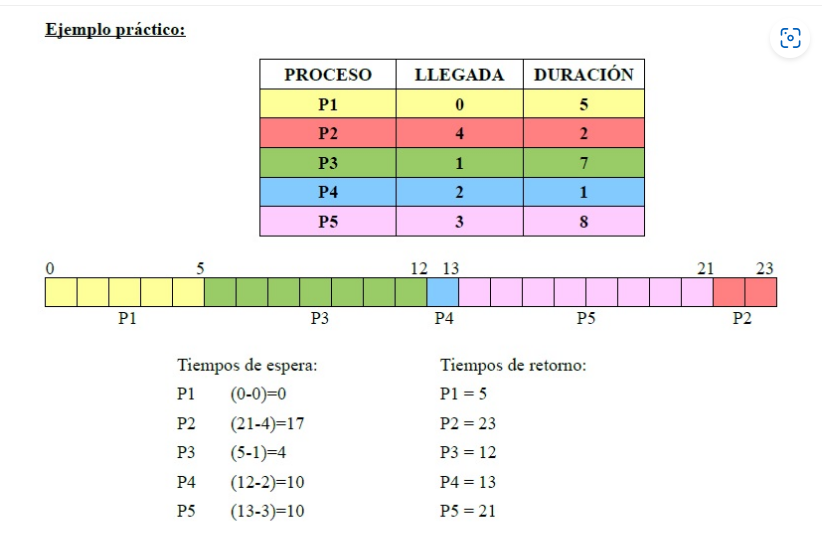 Ejemplo práctico:
PROCESO LLEGADA DURACIÓN
P1 0 5
P2 4 2
P3 1 7
P4 2 1
P5 3 8
0 5 12 13 21 23
P1 P3 P4 P5 P2
Tiempos de espera: Tiempos de retorno:
P1 (0-0)=0 P1 = 5
P2 (21-4)=17 P2 = 23
P3 (5-1)=4 P3 = 12
P4 (12-2)=10 P4 = 13
P5 (13-3)=10 P5 = 21